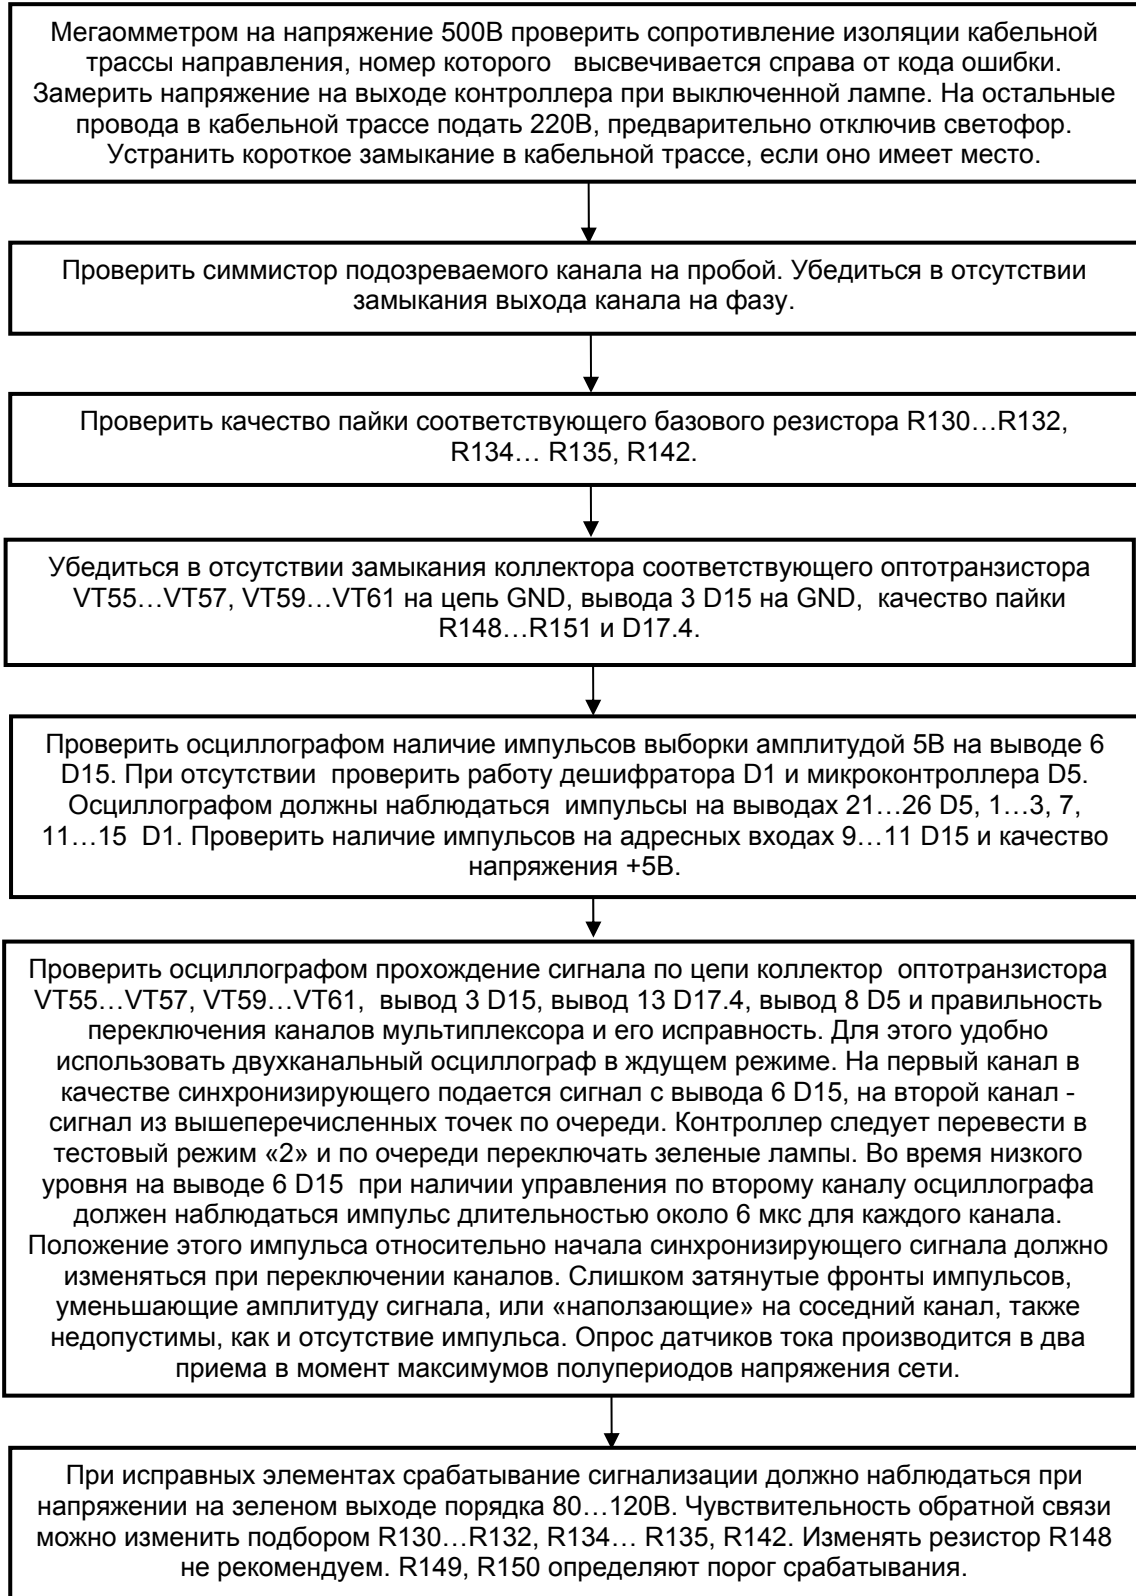 Мегаомметром на напряжение 500В проверить сопротивление изоляции кабельной
трассы направления, номер которого высвечивается справа от кода ошибки.
Замерить напряжение на выходе контроллера при выключенной лампе. На остальные
провода в кабельной трассе подать 220В, предварительно отключив светофор.
Устранить короткое замыкание в кабельной трассе, если оно имеет место.
Проверить симмистор подозреваемого канала на пробой. Убедиться в отсутствии
замыкания выхода канала на фазу.
Проверить качество пайки соответствующего базового резистора R130…R132,
R134… R135, R142.
Убедиться в отсутствии замыкания коллектора соответствующего оптотранзистора
VT55…VT57, VT59…VT61 на цепь GND, вывода 3 D15 на GND, качество пайки
R148…R151 и D17.4.
Проверить осциллографом наличие импульсов выборки амплитудой 5В на выводе 6
D15. При отсутствии проверить работу дешифратора D1 и микроконтроллера D5.
Осциллографом должны наблюдаться импульсы на выводах 21…26 D5, 1…3, 7,
11…15 D1. Проверить наличие импульсов на адресных входах 9…11 D15 и качество
напряжения +5В.
Проверить осциллографом прохождение сигнала по цепи коллектор оптотранзистора
VT55…VT57, VT59…VT61, вывод 3 D15, вывод 13 D17.4, вывод 8 D5 и правильность
переключения каналов мультиплексора и его исправность. Для этого удобно
использовать двухканальный осциллограф в ждущем режиме. На первый канал в
качестве синхронизирующего подается сигнал с вывода 6 D15, на второй канал -
сигнал из вышеперечисленных точек по очереди. Контроллер следует перевести в
тестовый режим «2» и по очереди переключать зеленые лампы. Во время низкого
уровня на выводе 6 D15 при наличии управления по второму каналу осциллографа
должен наблюдаться импульс длительностью около 6 мкс для каждого канала.
Положение этого импульса относительно начала синхронизирующего сигнала должно
изменяться при переключении каналов. Слишком затянутые фронты импульсов,
уменьшающие амплитуду сигнала, или «наползающие» на соседний канал, также
недопустимы, как и отсутствие импульса. Опрос датчиков тока производится в два
приема в момент максимумов полупериодов напряжения сети.
При исправных элементах срабатывание сигнализации должно наблюдаться при
напряжении на зеленом выходе порядка 80…120В. Чувствительность обратной связи
можно изменить подбором R130…R132, R134… R135, R142. Изменять резистор R148
не рекомендуем. R149, R150 определяют порог срабатывания.